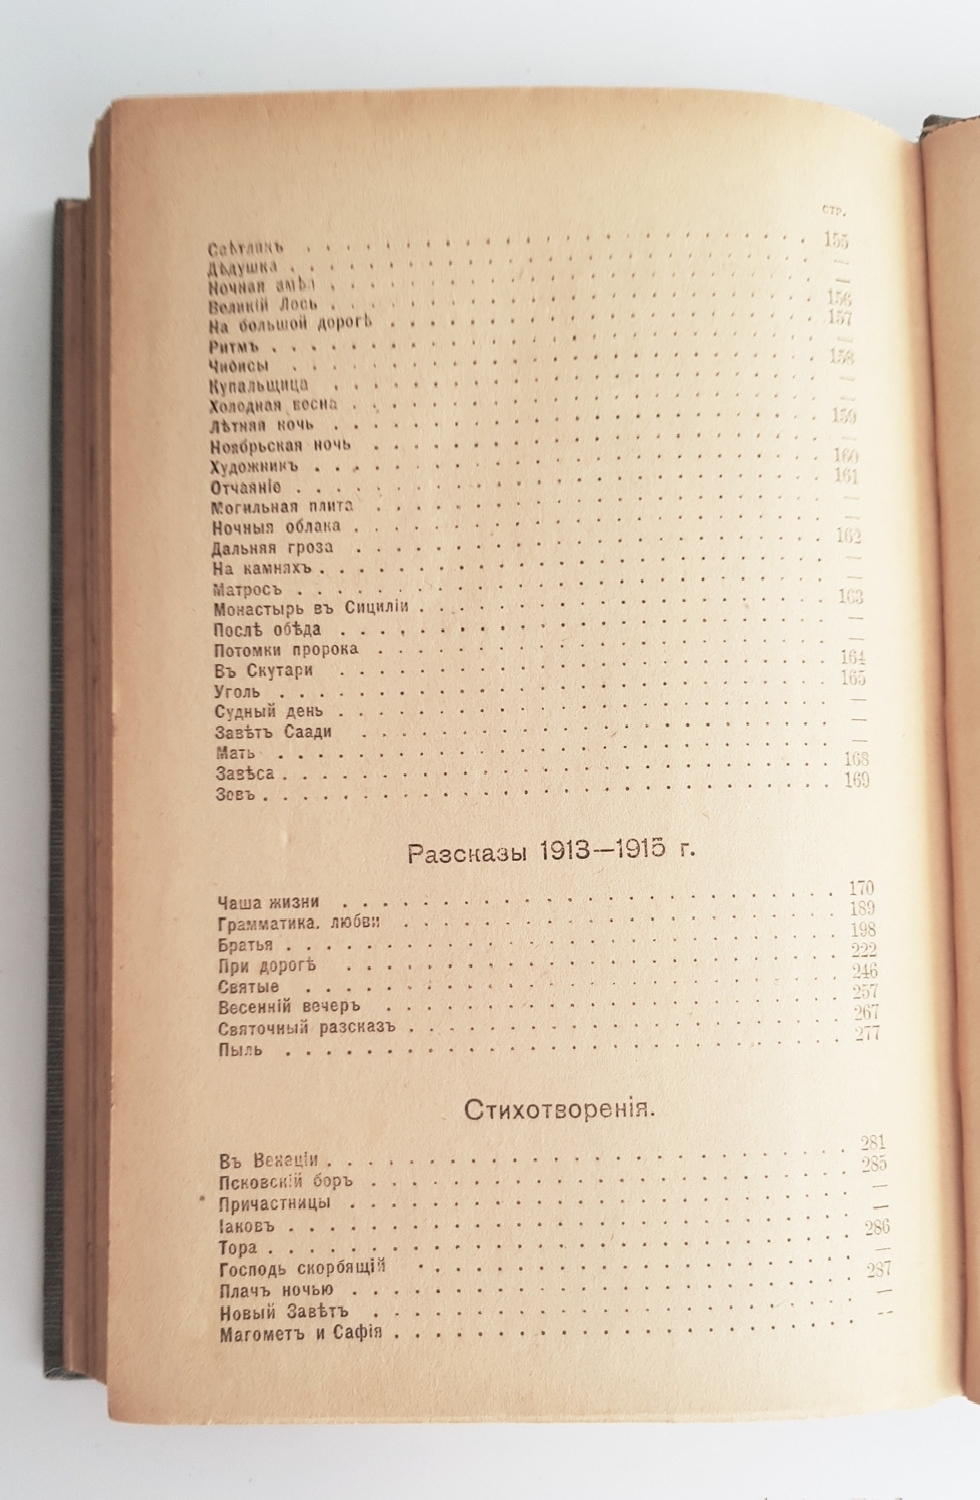 СТР.
Свѣтлякъ . . . . . . . . . . . . . . . . 155
Дѣдушка . . . . . . . . . . . . . . . . —
Ночная змѣя . . . . . . . . . . . . . . . . —
Великій Лось . . . . . . . . . . . . . . . . 156
На большой дорогѣ . . . . . . . . . . . . . . 157
Ритмъ . . . . . . . . . . . . . . . . —
Чибисы . . . . . . . . . . . . . . . . 158
Купальщица . . . . . . . . . . . . . . . . —
Холодная весна . . . . . . . . . . . . . . . —
Лѣтняя ночь . . . . . . . . . . . . . . . . 159
Ноябрьская ночь . . . . . . . . . . . . . . —
Художникъ . . . . . . . . . . . . . . . . 160
Отчаяніе . . . . . . . . . . . . . . . . 161
Могильная плита . . . . . . . . . . . . . . —
Ночныя облака . . . . . . . . . . . . . . . —
Дальняя гроза . . . . . . . . . . . . . . . 162
На камняхъ . . . . . . . . . . . . . . . . —
Матросъ . . . . . . . . . . . . . . . . —
Монастырь въ Сициліи . . . . . . . . . . . . . 163
Послѣ обѣда . . . . . . . . . . . . . . . . —
Потомки пророка . . . . . . . . . . . . . . —
Въ Скутари . . . . . . . . . . . . . . . . 164
Уголь . . . . . . . . . . . . . . . . 165
Судный день . . . . . . . . . . . . . . . . —
Завѣтъ Саади . . . . . . . . . . . . . . . —
Мать . . . . . . . . . . . . . . . . —
Завѣса . . . . . . . . . . . . . . . . 168
Зовъ . . . . . . . . . . . . . . . . 169
Разсказы 1913—1915 г.
Чаша жизни . . . . . . . . . . . . . . . . 170
Грамматика. любви . . . . . . . . . . . . . . 189
Братья . . . . . . . . . . . . . . . . 198
При дорогѣ . . . . . . . . . . . . . . . . 222
Святые . . . . . . . . . . . . . . . . 246
Весенній вечеръ . . . . . . . . . . . . . . . 257
Святочный разсказъ . . . . . . . . . . . . . . 267
Пыль . . . . . . . . . . . . . . . . 277
Стихотворенія.
Въ Венеціи . . . . . . . . . . . . . . . . 281
Псковскій боръ . . . . . . . . . . . . . . . 285
Причастницы . . . . . . . . . . . . . . . . —
Іаковъ . . . . . . . . . . . . . . . . —
Тора . . . . . . . . . . . . . . . . 286
Господь скорбящій . . . . . . . . . . . . . . —
Плачъ ночью . . . . . . . . . . . . . . . . 287
Новый Завѣтъ . . . . . . . . . . . . . . . —
Магометъ и Сафія . . . . . . . . . . . . . . —